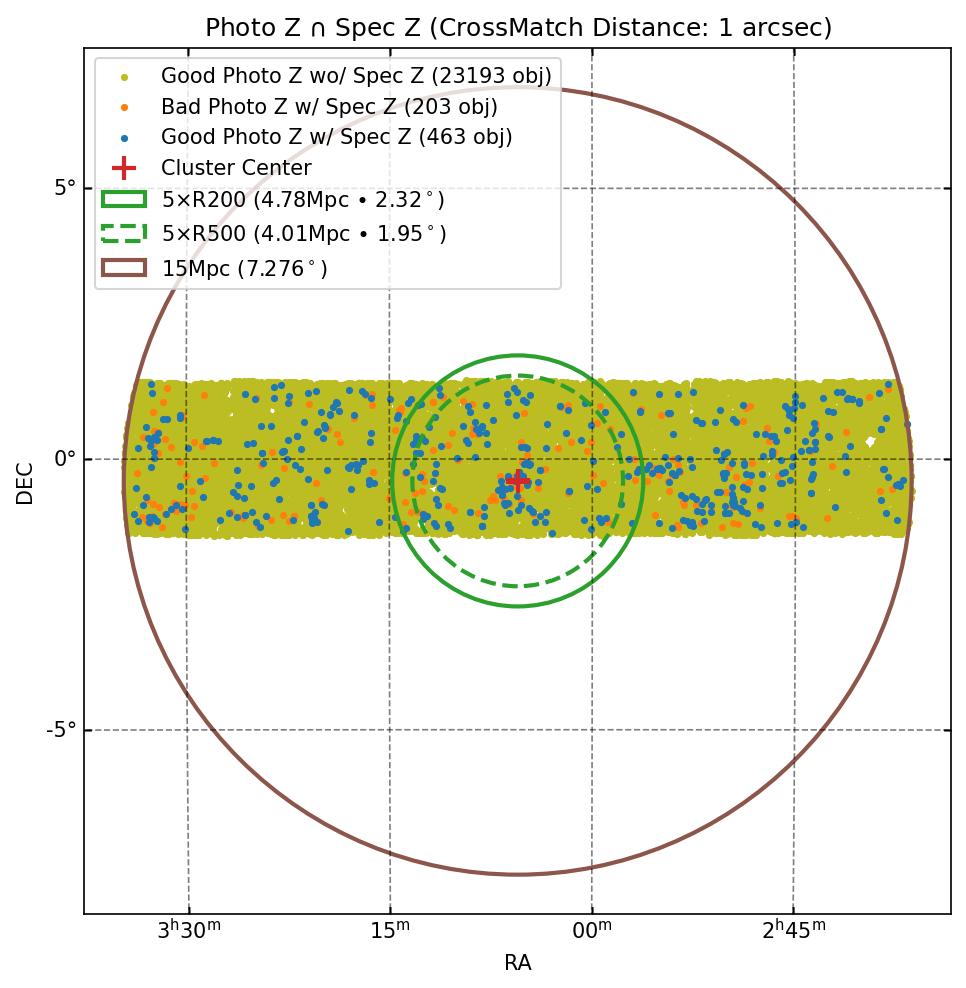 Photo Z ∩ Spec Z (CrossMatch Distance: 1 arcsec)
Good Photo Z wo/ Spec Z (23193 obj)
Bad Photo Z w/ Spec Z (203 obj)
Good Photo Z w/ Spec Z (463 obj)
Cluster Center
5×R200 (4.78Mpc • 2.32°)
5×R500 (4.01Mpc • 1.95°)
15Mpc (7.276°)
5°
0°
-5°
DEC
3h30m 15m 00m 2h45m
RA